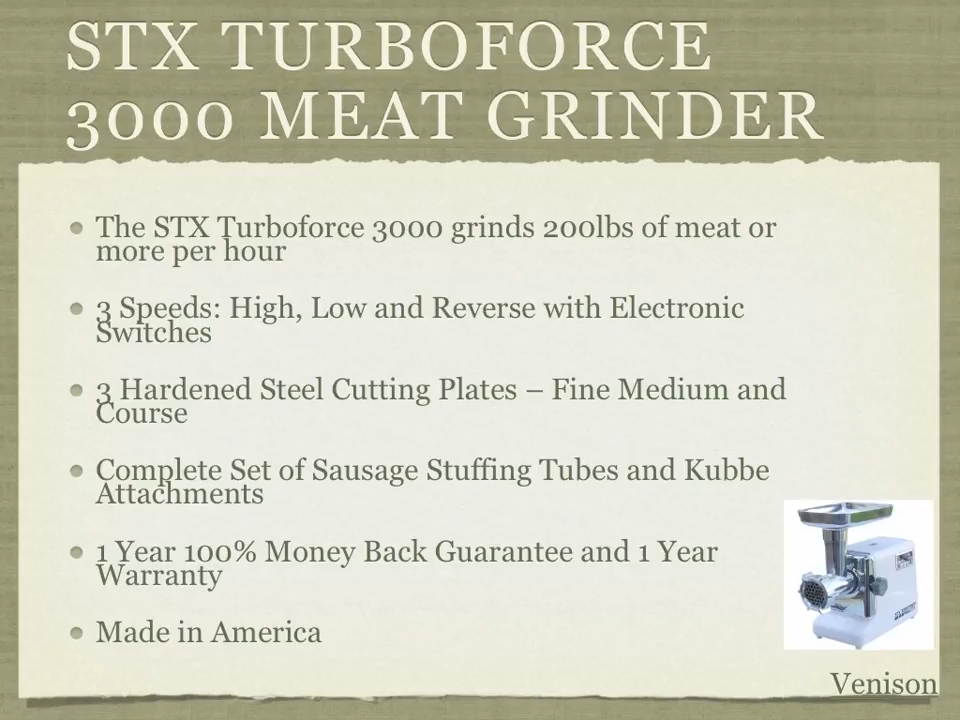 STX TURBOFORCE
3000 MEAT GRINDER
The STX Turboforce 3000 grinds 200lbs of meat or
more per hour
3 Speeds: High, Low and Reverse with Electronic
Switches
3 Hardened Steel Cutting Plates – Fine Medium and
Course
Complete Set of Sausage Stuffing Tubes and Kubbe
Attachments
1 Year 100% Money Back Guarantee and 1 Year
Warranty
Made in America
Venison